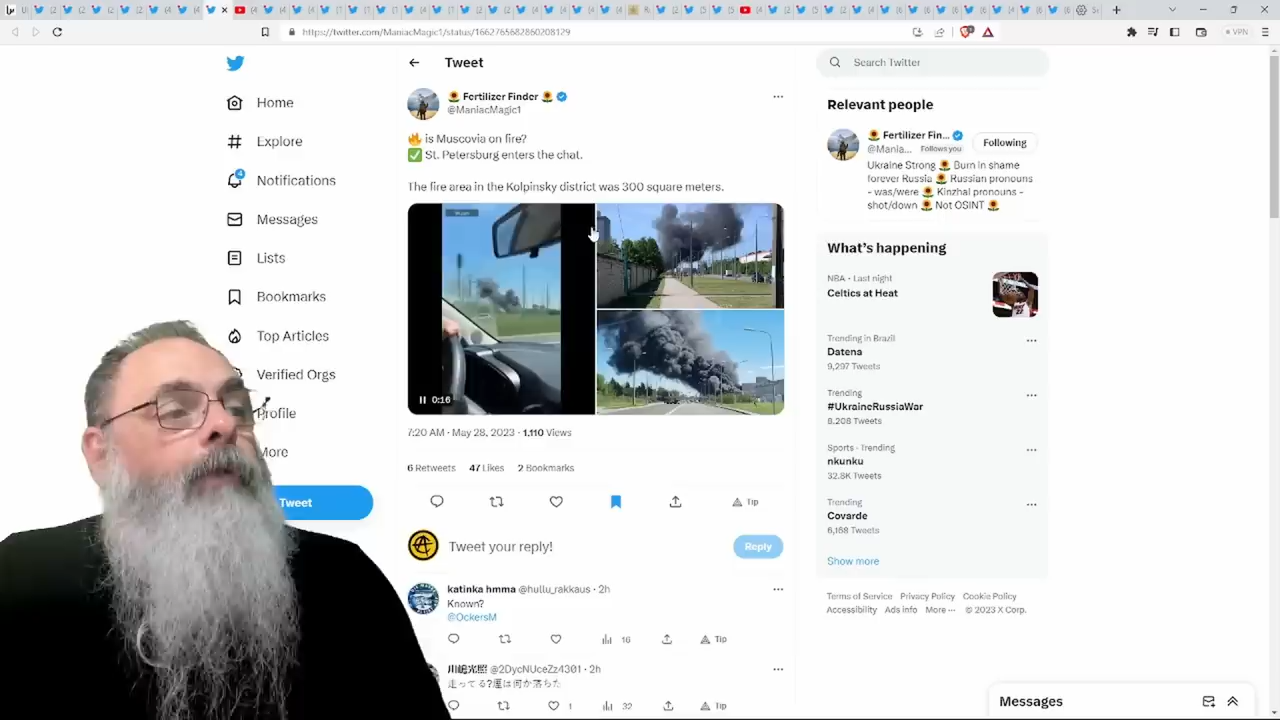 https://twitter.com/ManiacMagic1/status/1662765682860208129
VPN
Home
Explore
Notifications
4
Messages
Lists
Bookmarks
Top Articles
Verified Orgs
Profile
More
Tweet
Tweet
🌻 Fertilizer Finder 🌻
@ManiacMagic1
🔥 is Muscovia on fire?
✅ St. Petersburg enters the chat.
The fire area in the Kolpinsky district was 300 square meters.
0:16
7:20 AM · May 28, 2023 · 1,110 Views
6 Retweets 47 Likes 2 Bookmarks
Tip
Tweet your reply!
Reply
katinka hmma @hullu_rakkaus · 2h
Known?
@OckersM
16
Tip
@2DycNUceZz4301 · 2h
1
32
Tip
Search Twitter
Relevant people
🌻 Fertilizer Fin...
@Mania... Follows you
Following
Ukraine Strong 🌻 Burn in shame
forever Russia 🌻 Russian pronouns
- was/were 🌻 Kinzhal pronouns -
shot/down 🌻 Not OSINT 🌻
What's happening
NBA · Last night
Celtics at Heat
Trending in Brazil
Datena
9,297 Tweets
Trending
#UkraineRussiaWar
8,208 Tweets
Sports · Trending
nkunku
32.8K Tweets
Trending
Covarde
6,168 Tweets
Show more
Terms of Service Privacy Policy Cookie Policy
Accessibility Ads info More ··· © 2023 X Corp.
Messages